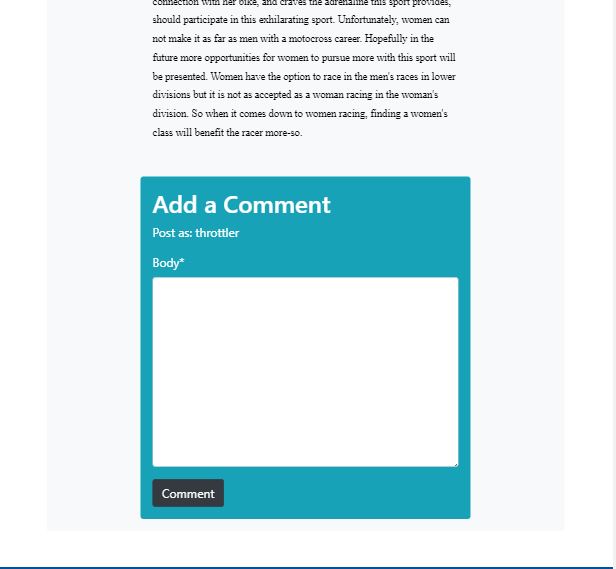 connection with her bike, and craves the adrenaline this sport provides,
should participate in this exhilarating sport. Unfortunately, women can
not make it as far as men with a motocross career. Hopefully in the
future more opportunities for women to pursue more with this sport will
be presented. Women have the option to race in the men's races in lower
divisions but it is not as accepted as a woman racing in the woman's
division. So when it comes down to women racing, finding a women's
class will benefit the racer more-so.
Add a Comment
Post as: throttler
Body*
Comment